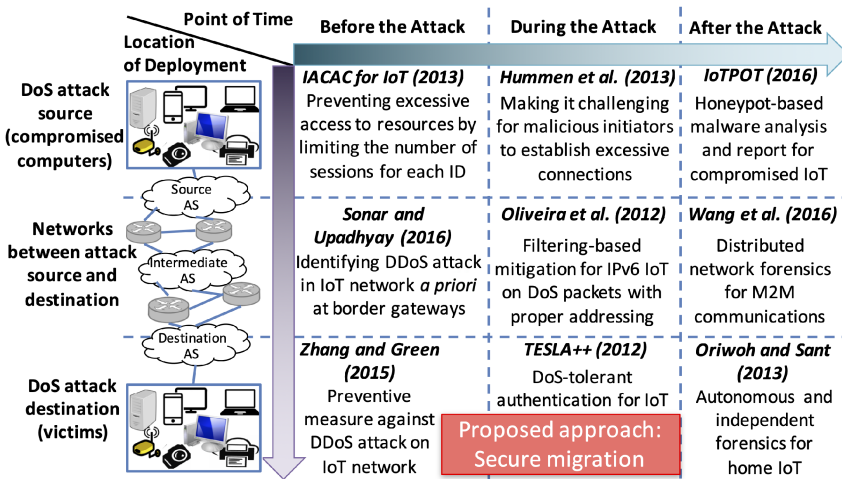 Point of Time
Location
of Deployment
Before the Attack
During the Attack
After the Attack
DoS attack
source
(compromised
computers)
IACAC for IoT (2013)
Preventing excessive
access to resources by
limiting the number of
sessions for each ID
Hummen et al. (2013)
Making it challenging
for malicious initiators
to establish excessive
connections
IoTPOT (2016)
Honeypot-based
malware analysis
and report for
compromised IoT
Source
AS
Networks
between attack
source and
destination
Intermediate
AS
Sonar and
Upadhyay (2016)
Identifying DDoS attack
in IoT network a priori
at border gateways
Oliveira et al. (2012)
Filtering-based
mitigation for IPv6 IoT
on DoS packets with
proper addressing
Wang et al. (2016)
Distributed
network forensics
for M2M
communications
Destination
AS
DoS attack
destination
(victims)
Zhang and Green
(2015)
Preventive
measure against
DDoS attack on
IoT network
TESLA++ (2012)
DoS-tolerant
authentication for IoT
Proposed approach:
Secure migration
Oriwoh and Sant
(2013)
Autonomous and
independent
forensics for
home IoT